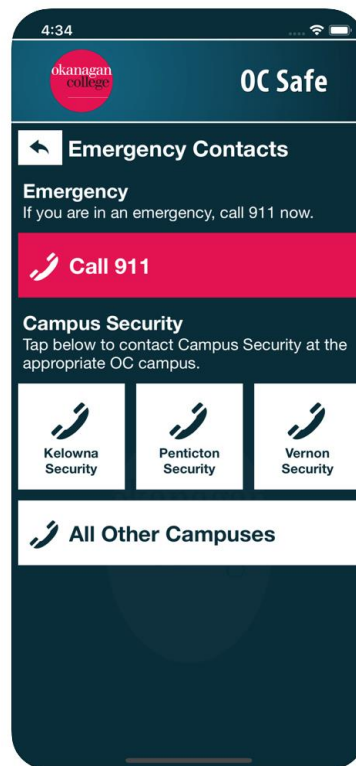 4:34
okanagan
college
OC Safe
Emergency Contacts
Emergency
If you are in an emergency, call 911 now.
Call 911
Campus Security
Tap below to contact Campus Security at the
appropriate OC campus.
Kelowna
Security
Penticton
Security
Vernon
Security
All Other Campuses